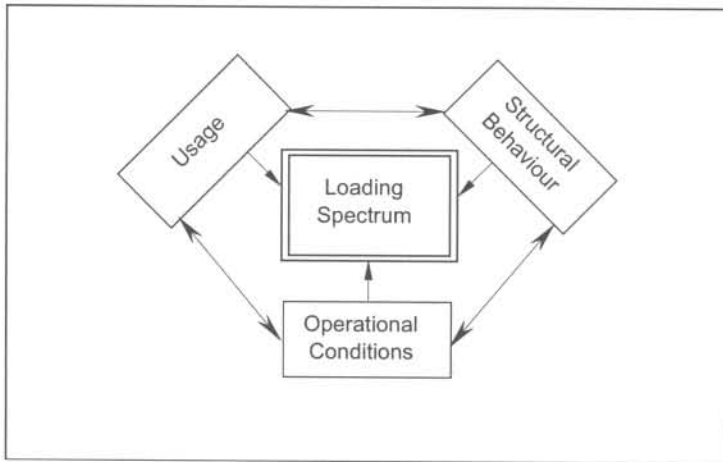 Usage
Structural
Behaviour
Loading
Spectrum
Operational
Conditions